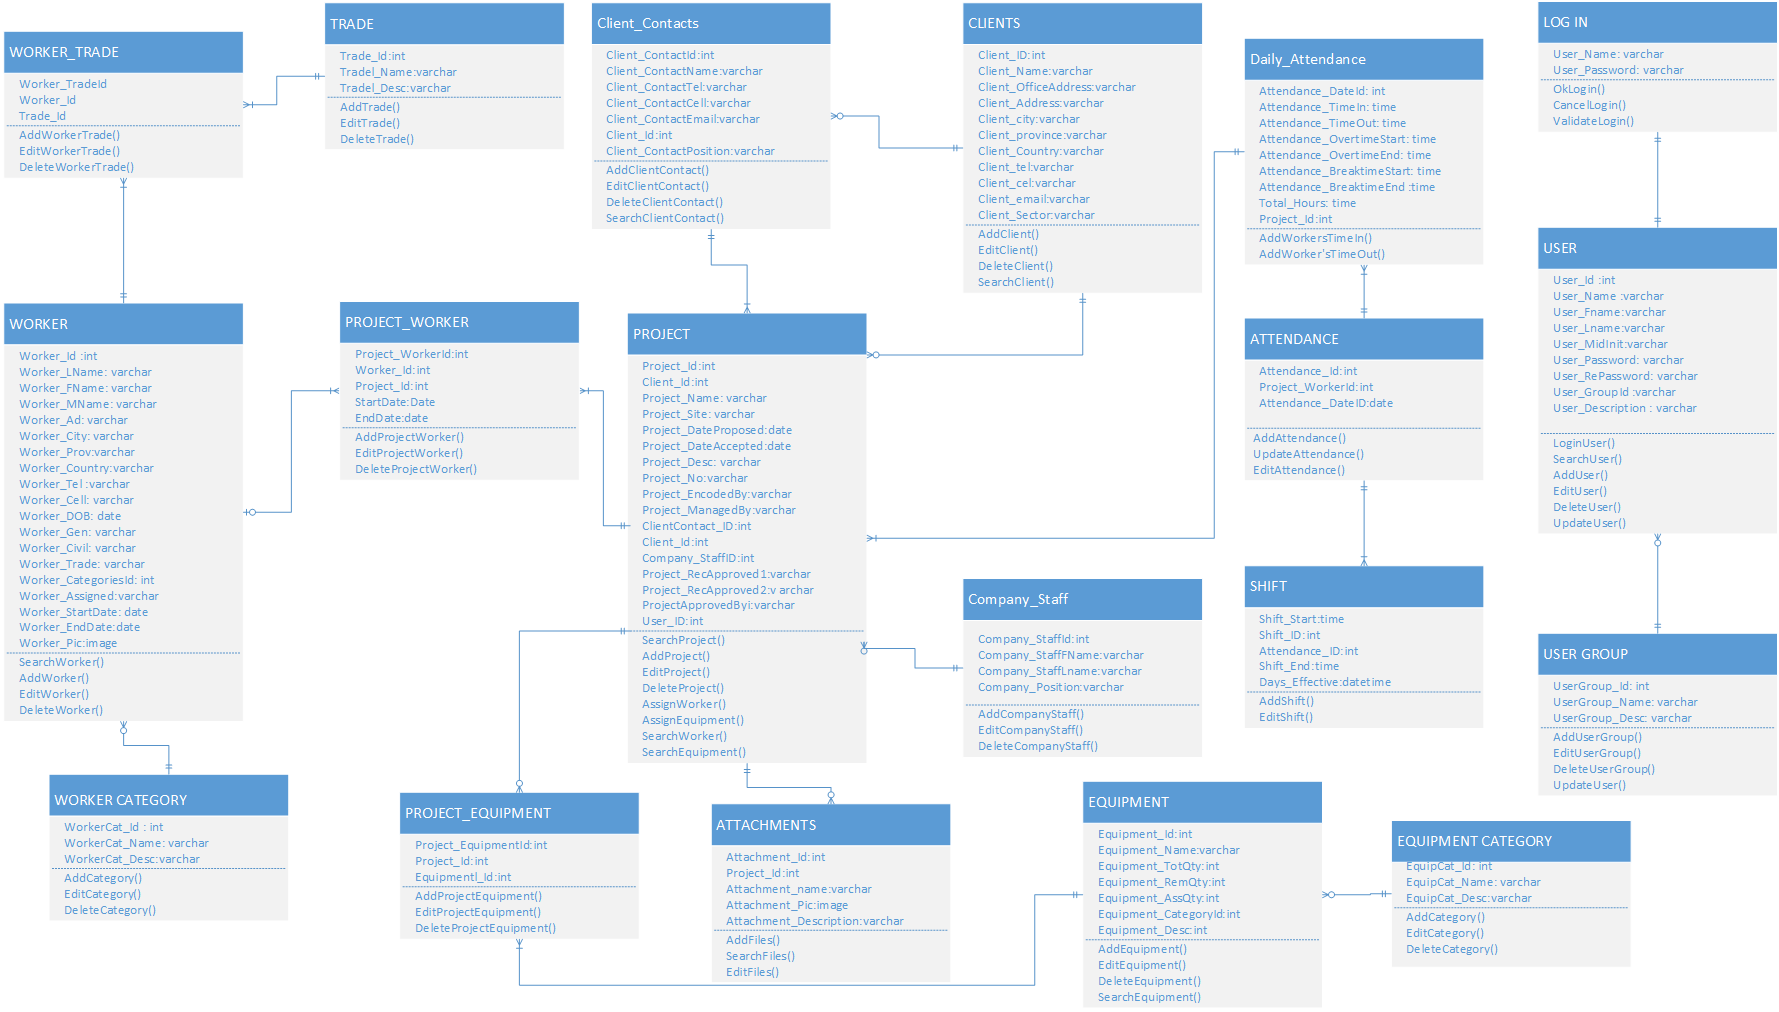 WORKER_TRADE
Worker_TradeId
Worker_Id
Trade_Id
AddWorkerTrade()
EditWorkerTrade()
DeleteWorkerTrade()
TRADE
Trade_Id:int
Tradel_Name:varchar
Tradel_Desc:varchar
AddTrade()
EditTrade()
DeleteTrade()
Client_Contacts
Client_ContactId:int
Client_ContactName:varchar
Client_ContactTel:varchar
Client_ContactCell:varchar
Client_ContactEmail:varchar
Client_Id:int
Client_ContactPosition:varchar
AddClientContact()
EditClientContact()
DeleteClientContact()
SearchClientContact()
CLIENTS
Client_ID:int
Client_Name:varchar
Client_OfficeAddress:varchar
Client_Address:varchar
Client_city:varchar
Client_province:varchar
Client_Country:varchar
Client_tel:varchar
Client_cel:varchar
Client_email:varchar
Client_Sector:varchar
AddClient()
EditClient()
DeleteClient()
SearchClient()
Daily_Attendance
Attendance_DateId: int
Attendance_TimeIn: time
Attendance_TimeOut: time
Attendance_OvertimeStart: time
Attendance_OvertimeEnd: time
Attendance_BreaktimeStart: time
Attendance_BreaktimeEnd :time
Total_Hours: time
Project_Id:int
AddWorkersTimeIn()
AddWorker'sTimeOut()
LOG IN
User_Name: varchar
User_Password: varchar
OkLogin()
CancelLogin()
ValidateLogin()
WORKER
Worker_Id :int
Worker_LName: varchar
Worker_FName: varchar
Worker_MName: varchar
Worker_Ad: varchar
Worker_City: varchar
Worker_Prov:varchar
Worker_Country:varchar
Worker_Tel :varchar
Worker_Cell: varchar
Worker_DOB: date
Worker_Gen: varchar
Worker_Civil: varchar
Worker_Trade: varchar
Worker_CategoriesId: int
Worker_Assigned:varchar
Worker_StartDate: date
Worker_EndDate:date
Worker_Pic:image
SearchWorker()
AddWorker()
EditWorker()
DeleteWorker()
PROJECT_WORKER
Project_WorkerId:int
Worker_Id:int
Project_Id:int
StartDate:Date
EndDate:date
AddProjectWorker()
EditProjectWorker()
DeleteProjectWorker()
PROJECT
Project_Id:int
Client_Id:int
Project_Name: varchar
Project_Site: varchar
Project_DateProposed:date
Project_DateAccepted:date
Project_Desc: varchar
Project_No:varchar
Project_EncodedBy:varchar
Project_ManagedBy:varchar
ClientContact_ID:int
Client_Id:int
Company_StaffID:int
Project_RecApproved1:varchar
Project_RecApproved2:v archar
ProjectApprovedByi:varchar
User_ID:int
SearchProject()
AddProject()
EditProject()
DeleteProject()
AssignWorker()
AssignEquipment()
SearchWorker()
SearchEquipment()
ATTENDANCE
Attendance_Id:int
Project_WorkerId:int
Attendance_DateID:date
AddAttendance()
UpdateAttendance()
EditAttendance()
USER
User_Id :int
User_Name :varchar
User_Fname:varchar
User_Lname:varchar
User_MidInit:varchar
User_Password: varchar
User_RePassword: varchar
User_GroupId :varchar
User_Description : varchar
LoginUser()
SearchUser()
AddUser()
EditUser()
DeleteUser()
UpdateUser()
Company_Staff
Company_StaffId:int
Company_StaffFName:varchar
Company_StaffLname:varchar
Company_Position:varchar
AddCompanyStaff()
EditCompanyStaff()
DeleteCompanyStaff()
SHIFT
Shift_Start:time
Shift_ID:int
Attendance_ID:int
Shift_End:time
Days_Effective:datetime
AddShift()
EditShift()
USER GROUP
UserGroup_Id: int
UserGroup_Name: varchar
UserGroup_Desc: varchar
AddUserGroup()
EditUserGroup()
DeleteUserGroup()
UpdateUser()
WORKER CATEGORY
WorkerCat_Id : int
WorkerCat_Name: varchar
WorkerCat_Desc:varchar
AddCategory()
EditCategory()
DeleteCategory()
PROJECT_EQUIPMENT
Project_EquipmentId:int
Project_Id:int
Equipmentl_Id:int
AddProjectEquipment()
EditProjectEquipment()
DeleteProjectEquipment()
ATTACHMENTS
Attachment_Id:int
Project_Id:int
Attachment_name:varchar
Attachment_Pic:image
Attachment_Description:varchar
AddFiles()
SearchFiles()
EditFiles()
EQUIPMENT
Equipment_Id:int
Equipment_Name:varchar
Equipment_TotQty:int
Equipment_RemQty:int
Equipment_AssQty:int
Equipment_CategoryId:int
Equipment_Desc:int
AddEquipment()
EditEquipment()
DeleteEquipment()
SearchEquipment()
EQUIPMENT CATEGORY
EquipCat_Id: int
EquipCat_Name: varchar
EquipCat_Desc:varchar
AddCategory()
EditCategory()
DeleteCategory()